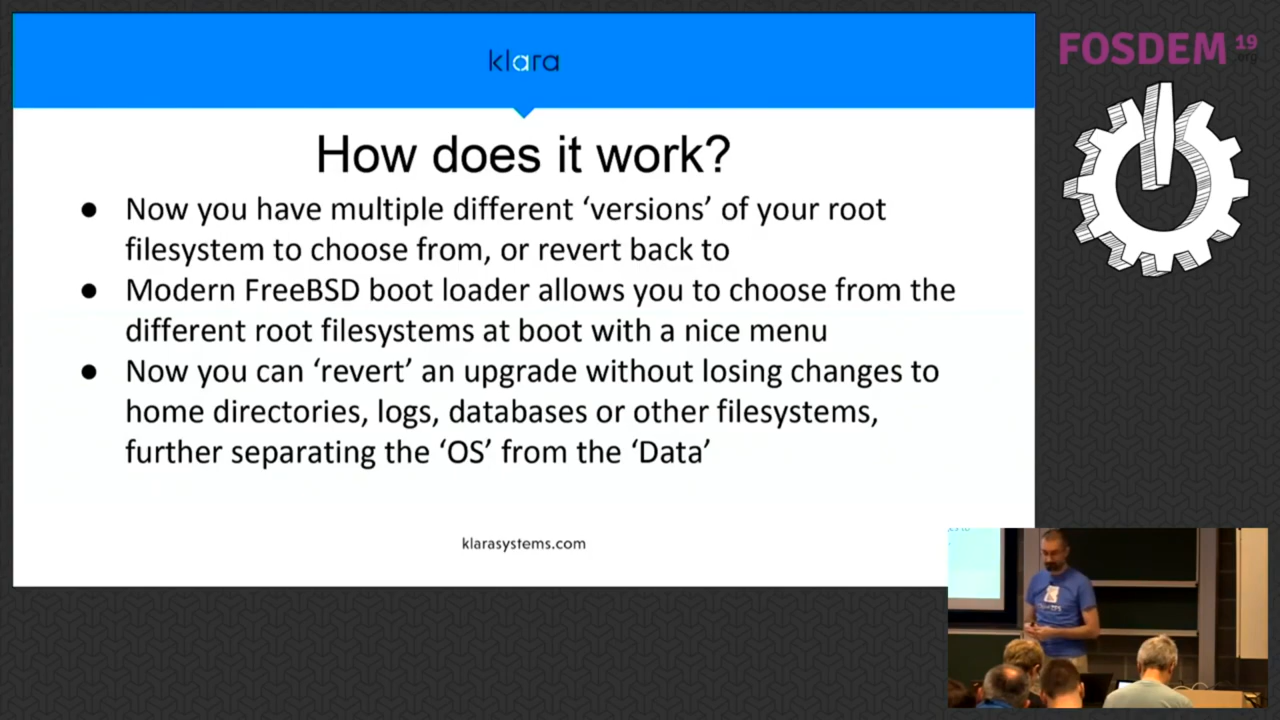 klara
FOSDEM 19
.org
How does it work?
● Now you have multiple different ‘versions’ of your root
filesystem to choose from, or revert back to
● Modern FreeBSD boot loader allows you to choose from the
different root filesystems at boot with a nice menu
● Now you can ‘revert’ an upgrade without losing changes to
home directories, logs, databases or other filesystems,
further separating the ‘OS’ from the ‘Data’
klarasystems.com